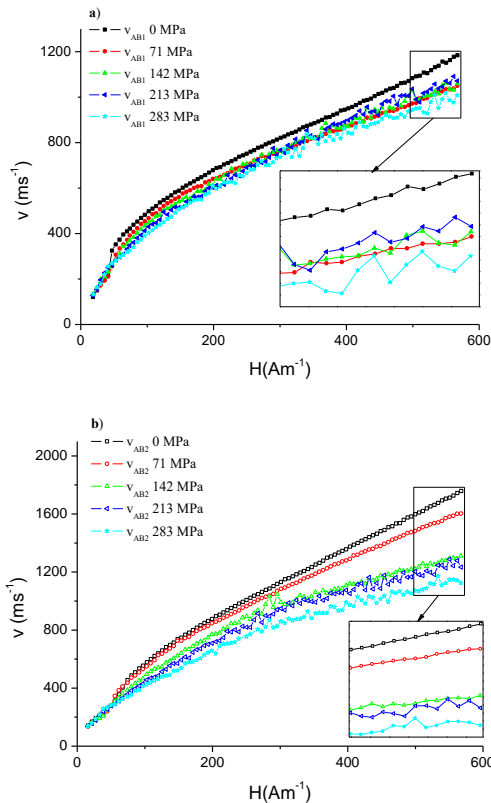 a)
v_AB1 0 MPa
v_AB1 71 MPa
v_AB1 142 MPa
v_AB1 213 MPa
v_AB1 283 MPa
1200
800
400
0
v (ms⁻¹)
0 200 400 600
H(Am⁻¹)
b)
v_AB2 0 MPa
v_AB2 71 MPa
v_AB2 142 MPa
v_AB2 213 MPa
v_AB2 283 MPa
2000
1600
1200
800
400
0
v (ms⁻¹)
0 200 400 600
H(Am⁻¹)